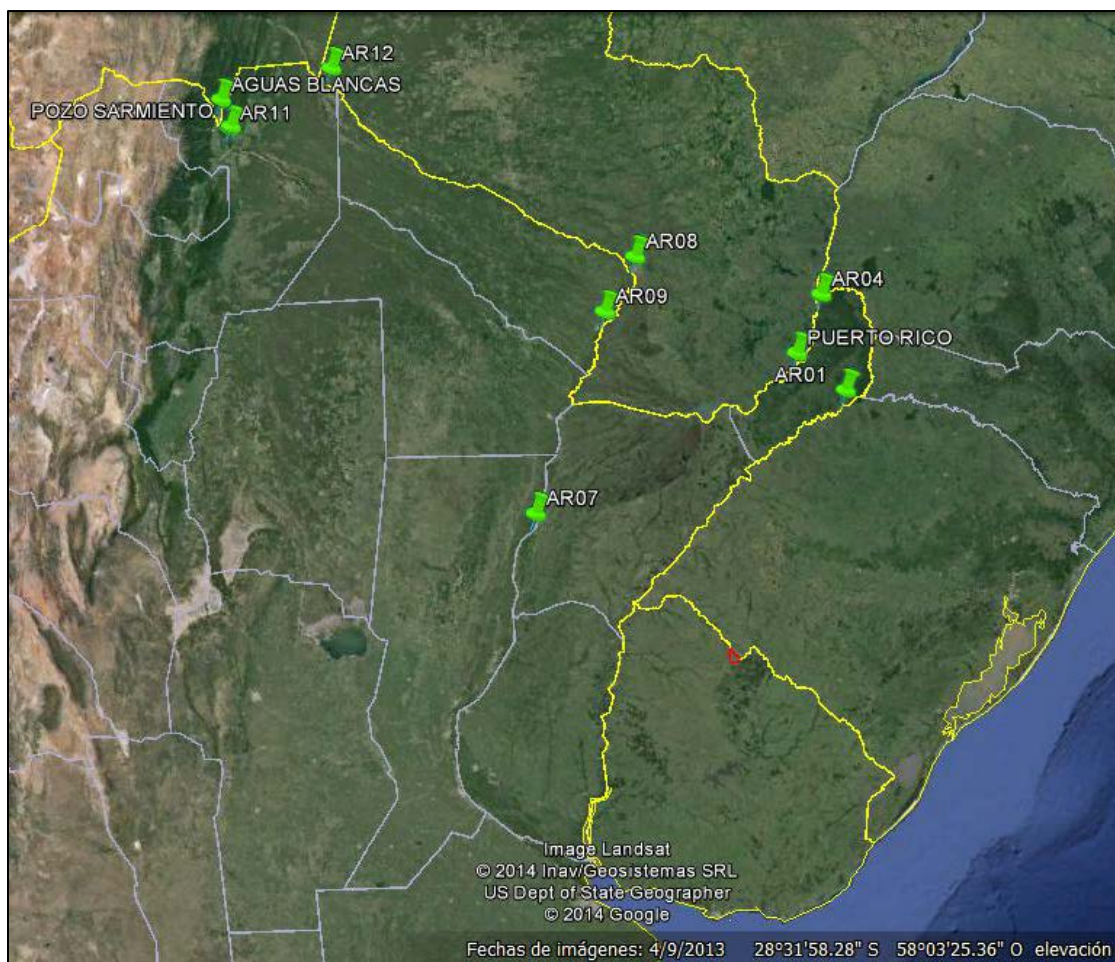 AR12
AGUAS BLANCAS
POZO SARMIENTO
AR11
AR08
AR04
AR09
PUERTO RICO
AR01
AR07
Image Landsat
© 2014 Inav/Geosistemas SRL
US Dept of State Geographer
© 2014 Google
Fechas de imágenes: 4/9/2013 28°31'58.28" S 58°03'25.36" O elevación